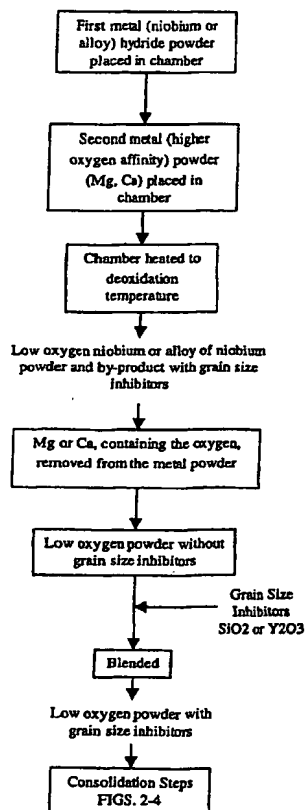 First metal (niobium or
alloy) hydride powder
placed in chamber
Second metal (higher
oxygen affinity) powder
(Mg, Ca) placed in
chamber
Chamber heated to
deoxidation
temperature
Low oxygen niobium or alloy of niobium
powder and by-product with grain size
inhibitors
Mg or Ca, containing the oxygen,
removed from the metal powder
Low oxygen powder without
grain size inhibitors
Grain Size
Inhibitors
SiO2 or Y2O3
Blended
Low oxygen powder with
grain size inhibitors
Consolidation Steps
FIGS. 2-4